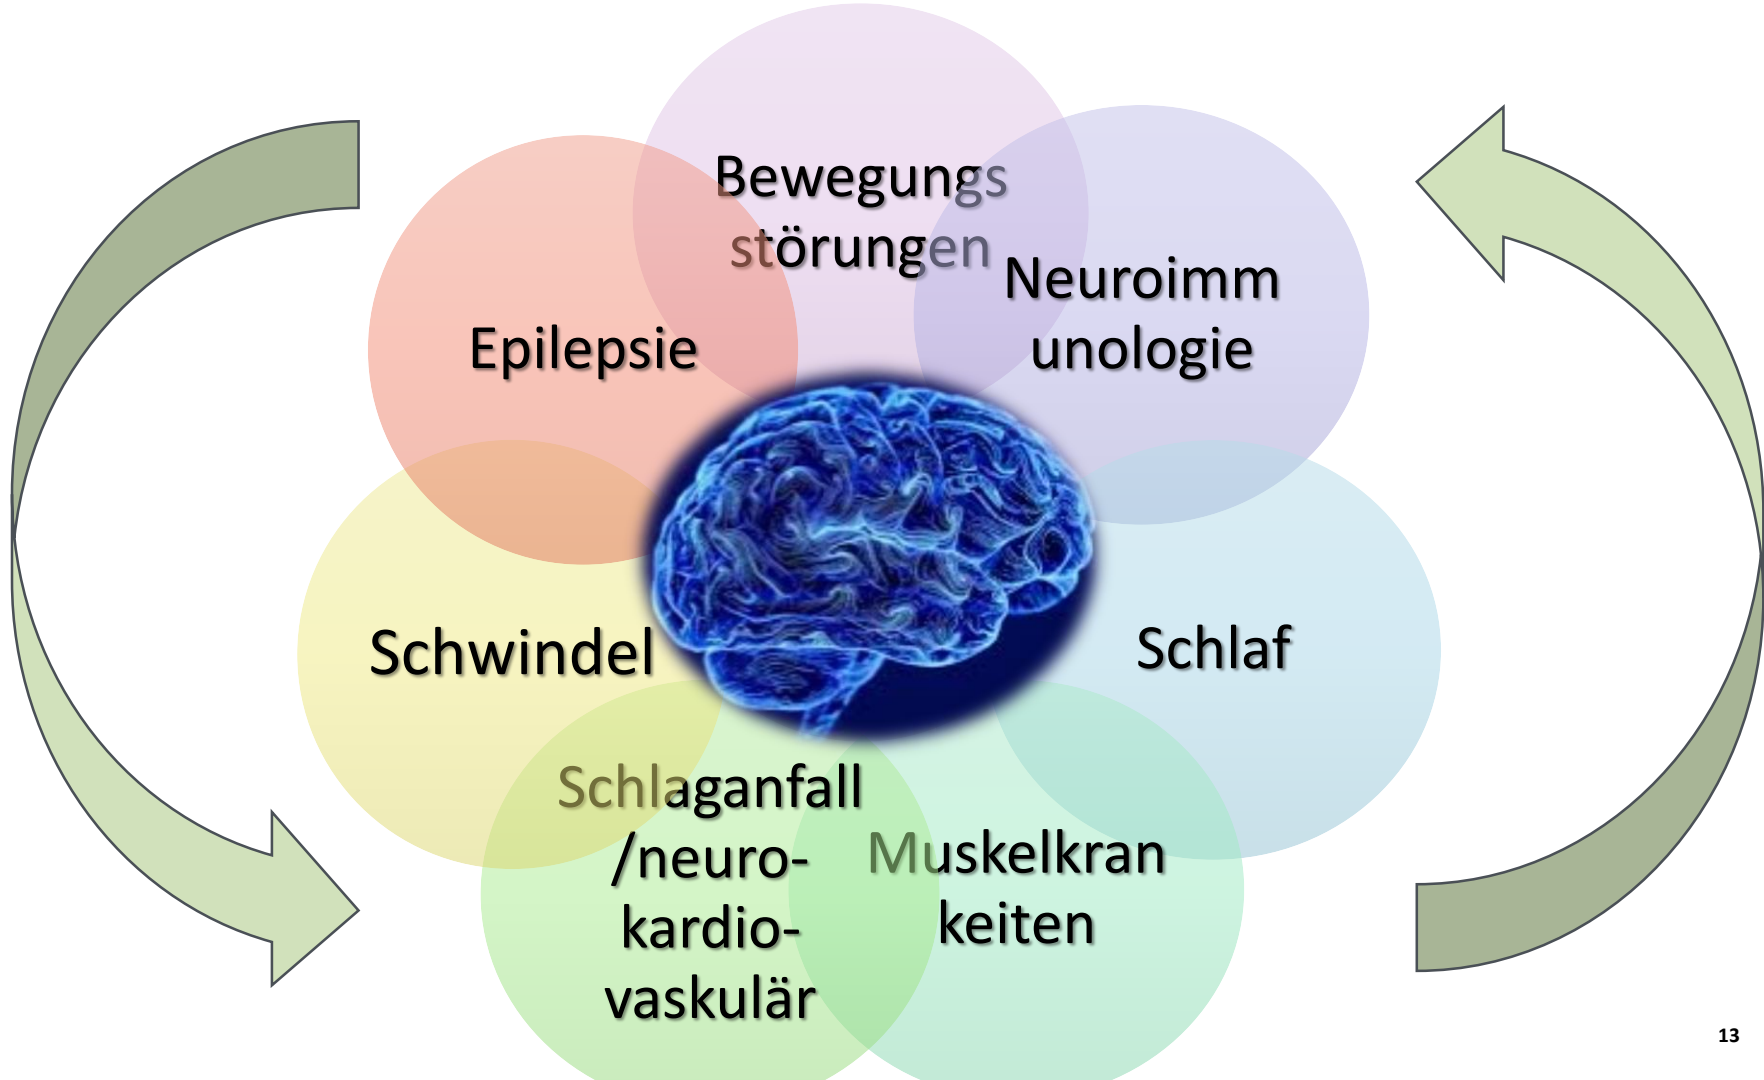 Bewegungs
störungen
Neuroimm
unologie
Epilepsie
Schwindel
Schlaf
Schlaganfall
/neuro-
kardio-
vaskulär
Muskelkran
keiten
13